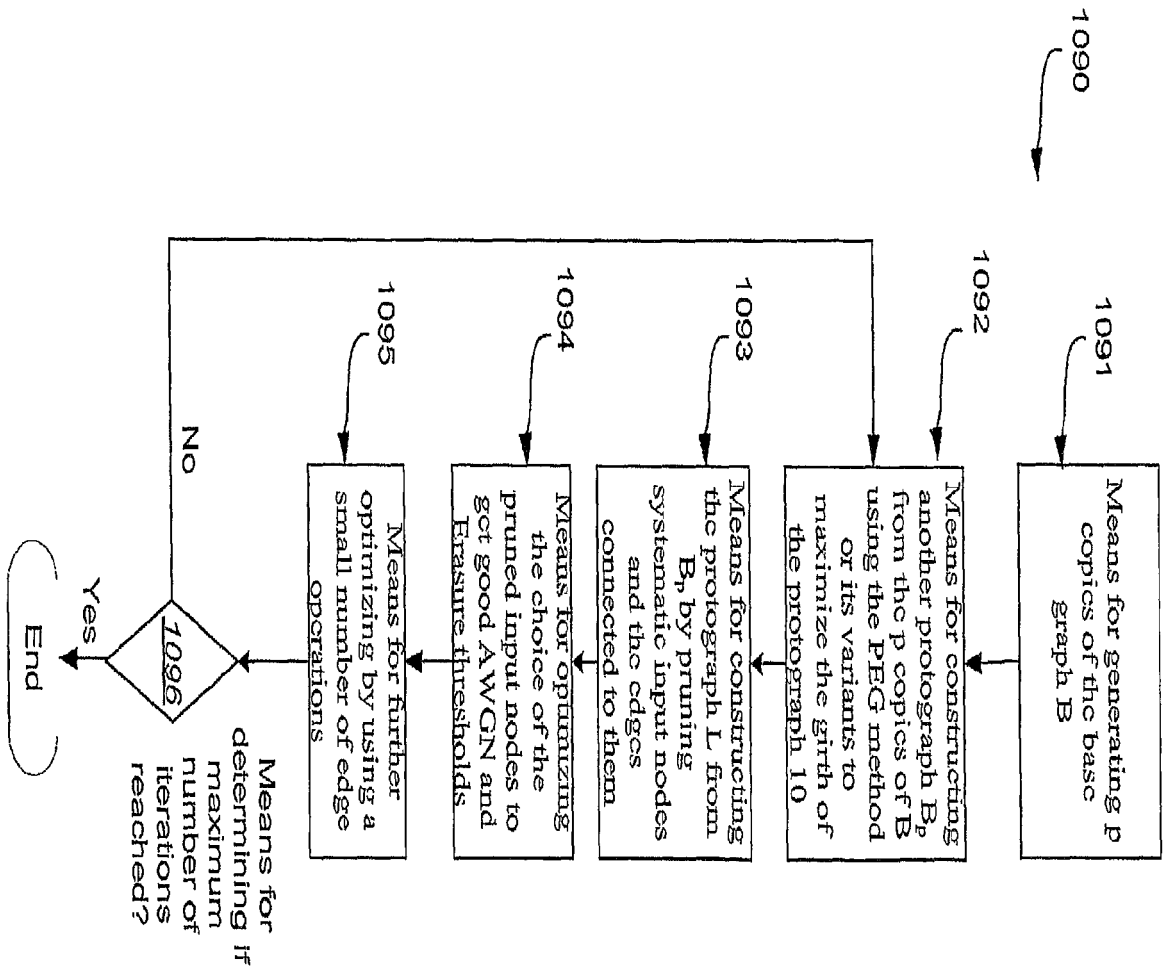 1090
1091
Means for generating p
copies of the base
graph B
1092
Means for constructing
another protograph Bp
from the p copies of B
using the PEG method
or its variants to
maximize the girth of
the protograph 10
1093
Means for constructing
the protograph L from
Bp by pruning
systematic input nodes
and the edges
connected to them
1094
Means for optimizing
the choice of the
pruned input nodes to
get good AWGN and
Erasure thresholds
1095
Means for further
optimizing by using a
small number of edge
operations
No
1096
Means for
determining if
maximum
number of
iterations
reached?
Yes
End